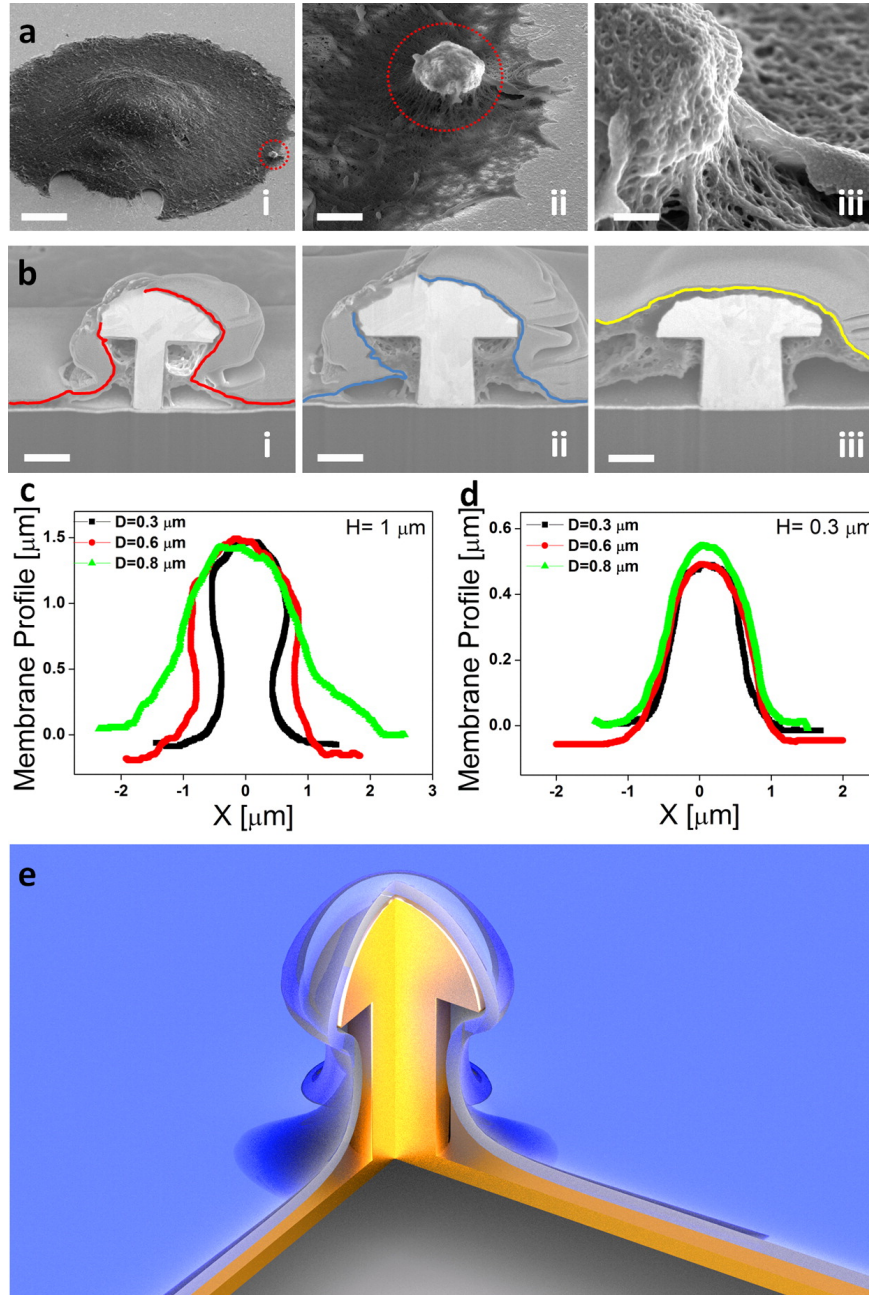 a
i
ii
iii
b
i
ii
iii
c
D=0.3 μm
D=0.6 μm
D=0.8 μm
H= 1 μm
Membrane Profile [μm]
1.5
1.0
0.5
0.0
-2
-1
0
1
2
3
X [μm]
d
D=0.3 μm
D=0.6 μm
D=0.8 μm
H= 0.3 μm
Membrane Profile [μm]
0.6
0.4
0.2
0.0
-2
-1
0
1
2
X [μm]
e